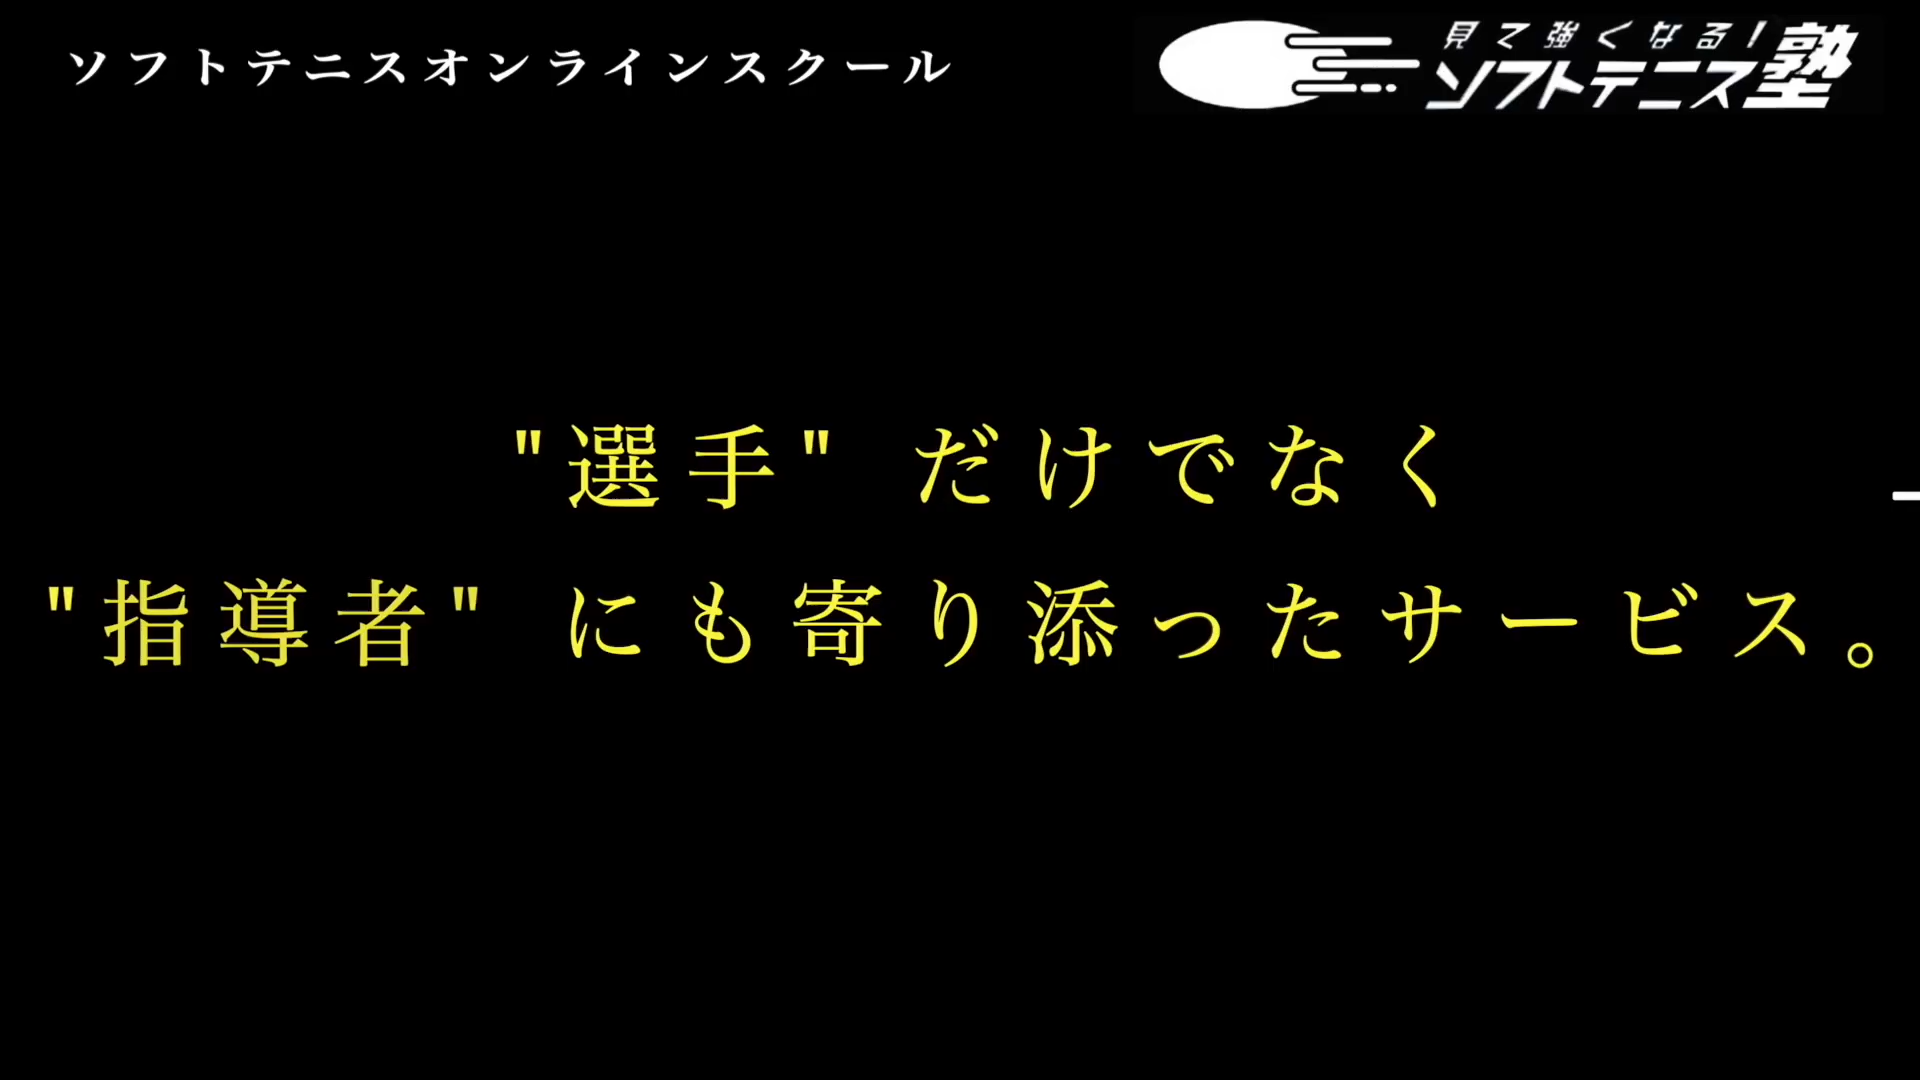 ソフトテニスオンラインスクール
見て強くなる!
ソフトテニス塾
"選手" だけでなく
"指導者" にも寄り添ったサービス。